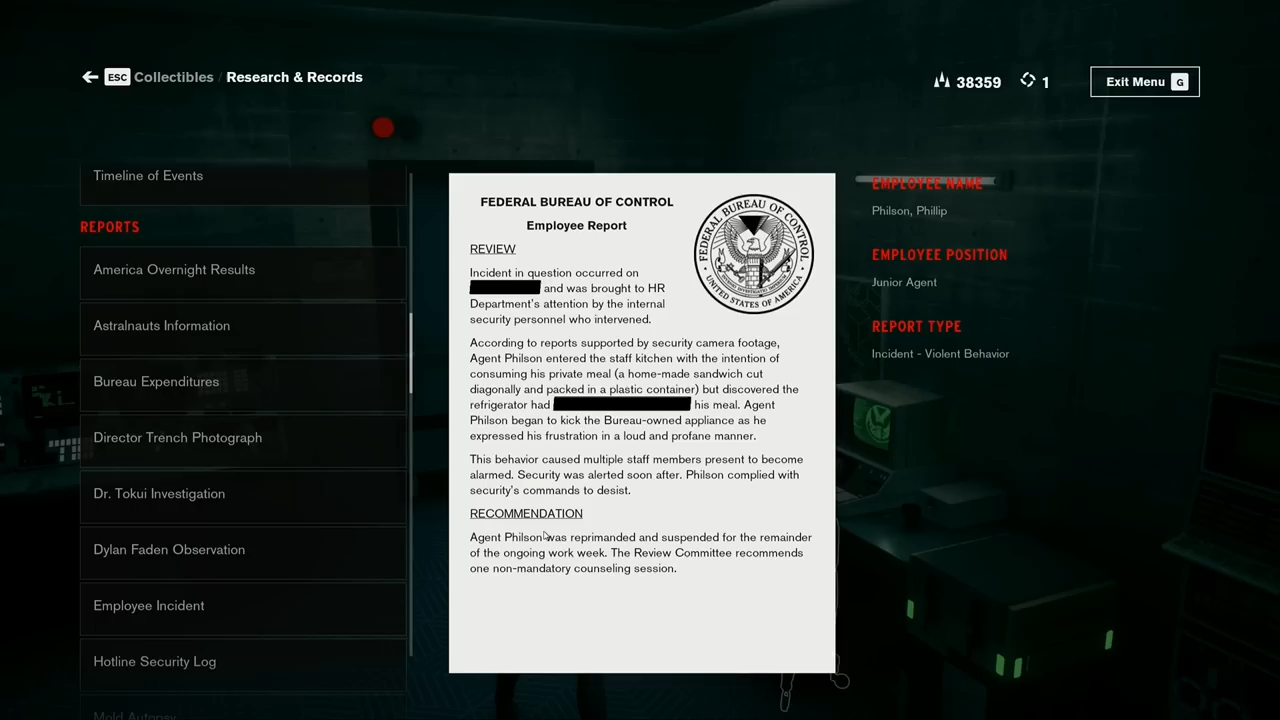 ESC Collectibles / Research & Records
38359
1
Exit Menu G
Timeline of Events
REPORTS
America Overnight Results
Astralnauts Information
Bureau Expenditures
Director Trench Photograph
Dr. Tokui Investigation
Dylan Faden Observation
Employee Incident
Hotline Security Log
Mold Autopsy
FEDERAL BUREAU OF CONTROL
Employee Report
FEDERAL BUREAU OF CONTROL
UNITED STATES OF AMERICA
REVIEW
Incident in question occurred on
and was brought to HR
Department's attention by the internal
security personnel who intervened.
According to reports supported by security camera footage,
Agent Philson entered the staff kitchen with the intention of
consuming his private meal (a home-made sandwich cut
diagonally and packed in a plastic container) but discovered the
refrigerator had his meal. Agent
Philson began to kick the Bureau-owned appliance as he
expressed his frustration in a loud and profane manner.
This behavior caused multiple staff members present to become
alarmed. Security was alerted soon after. Philson complied with
security's commands to desist.
RECOMMENDATION
Agent Philson was reprimanded and suspended for the remainder
of the ongoing work week. The Review Committee recommends
one non-mandatory counseling session.
EMPLOYEE NAME
Philson, Phillip
EMPLOYEE POSITION
Junior Agent
REPORT TYPE
Incident - Violent Behavior